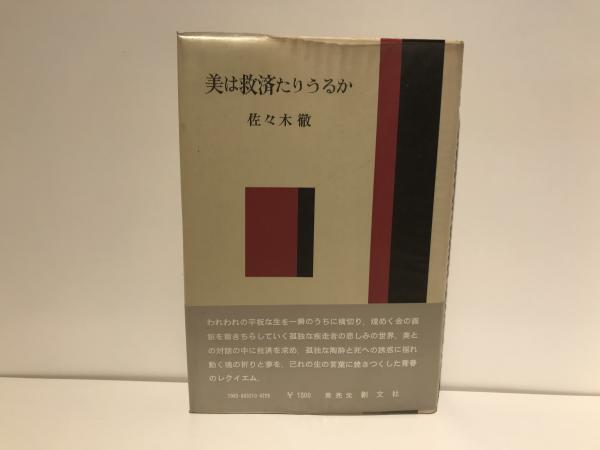 美は救済たりうるか
佐々木 徹
われわれの平板な生を一瞬のうちに横切り、煌めく金の画
断を撒きちらしていく孤独な疾走者の悲しみの世界。美と
の対話の中に救済を求め、孤独な陶酔と死への誘惑に揺れ
動く魂の祈りと夢を、己れの生の言葉に焼きつくした青春
のレクイエム。
¥1500 発売元 創文社